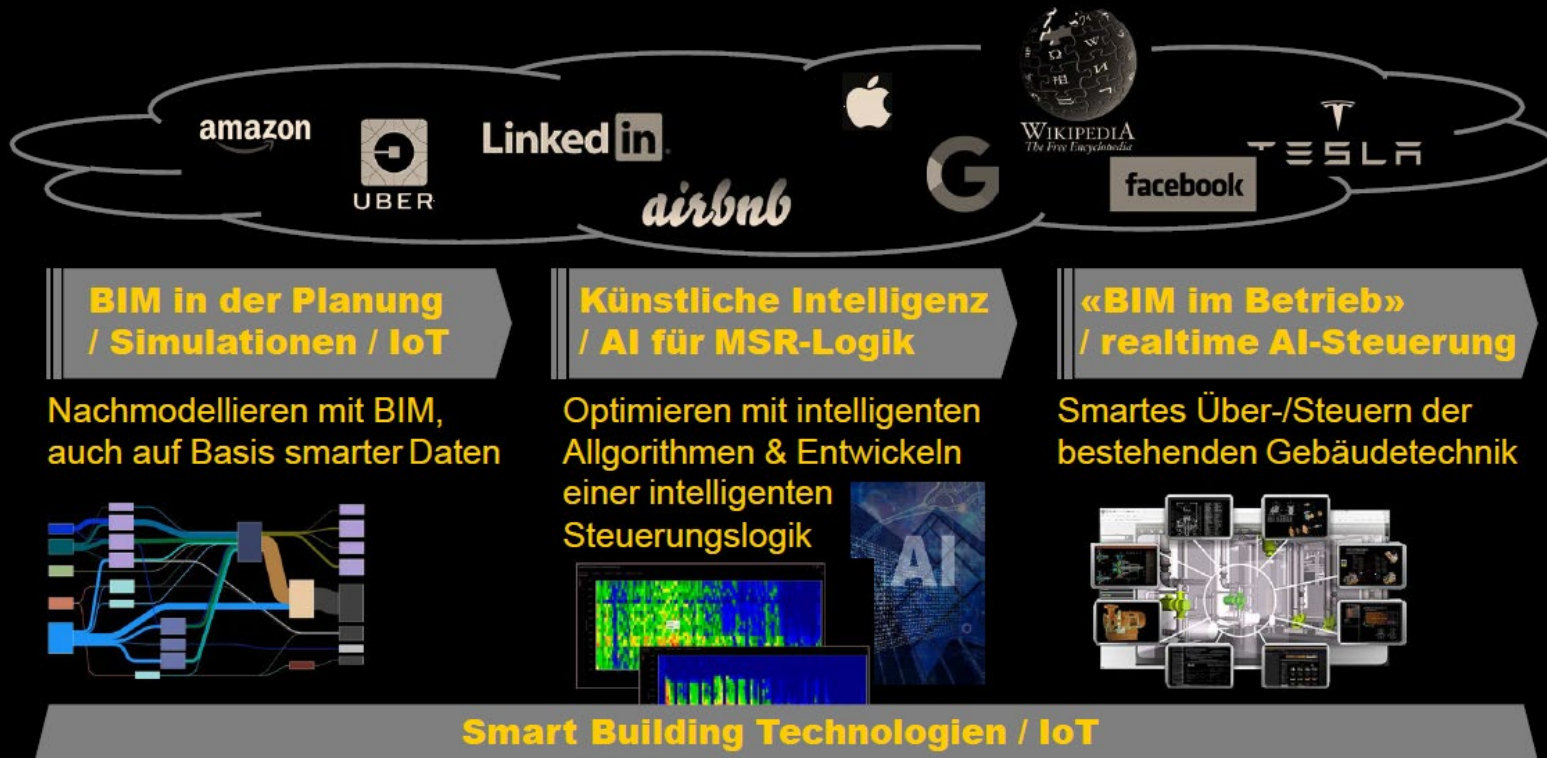 amazon
UBER
Linked in
airbnb
G
WIKIPEDIA
The Free Encyclopedia
facebook
TESLA
BIM in der Planung
/ Simulationen / IoT
Nachmodellieren mit BIM,
auch auf Basis smarter Daten
Künstliche Intelligenz
/ AI für MSR-Logik
Optimieren mit intelligenten
Allgorithmen & Entwickeln
einer intelligenten
Steuerungslogik
AI
«BIM im Betrieb»
/ realtime AI-Steuerung
Smartes Über-/Steuern der
bestehenden Gebäudetechnik
Smart Building Technologien / IoT